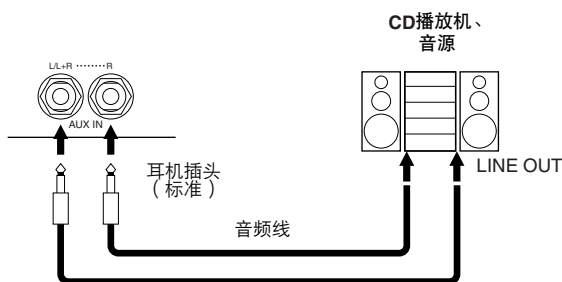 CD播放机、
音源
L/L+R ········ R
AUX IN
耳机插头
（标准）
LINE OUT
音频线